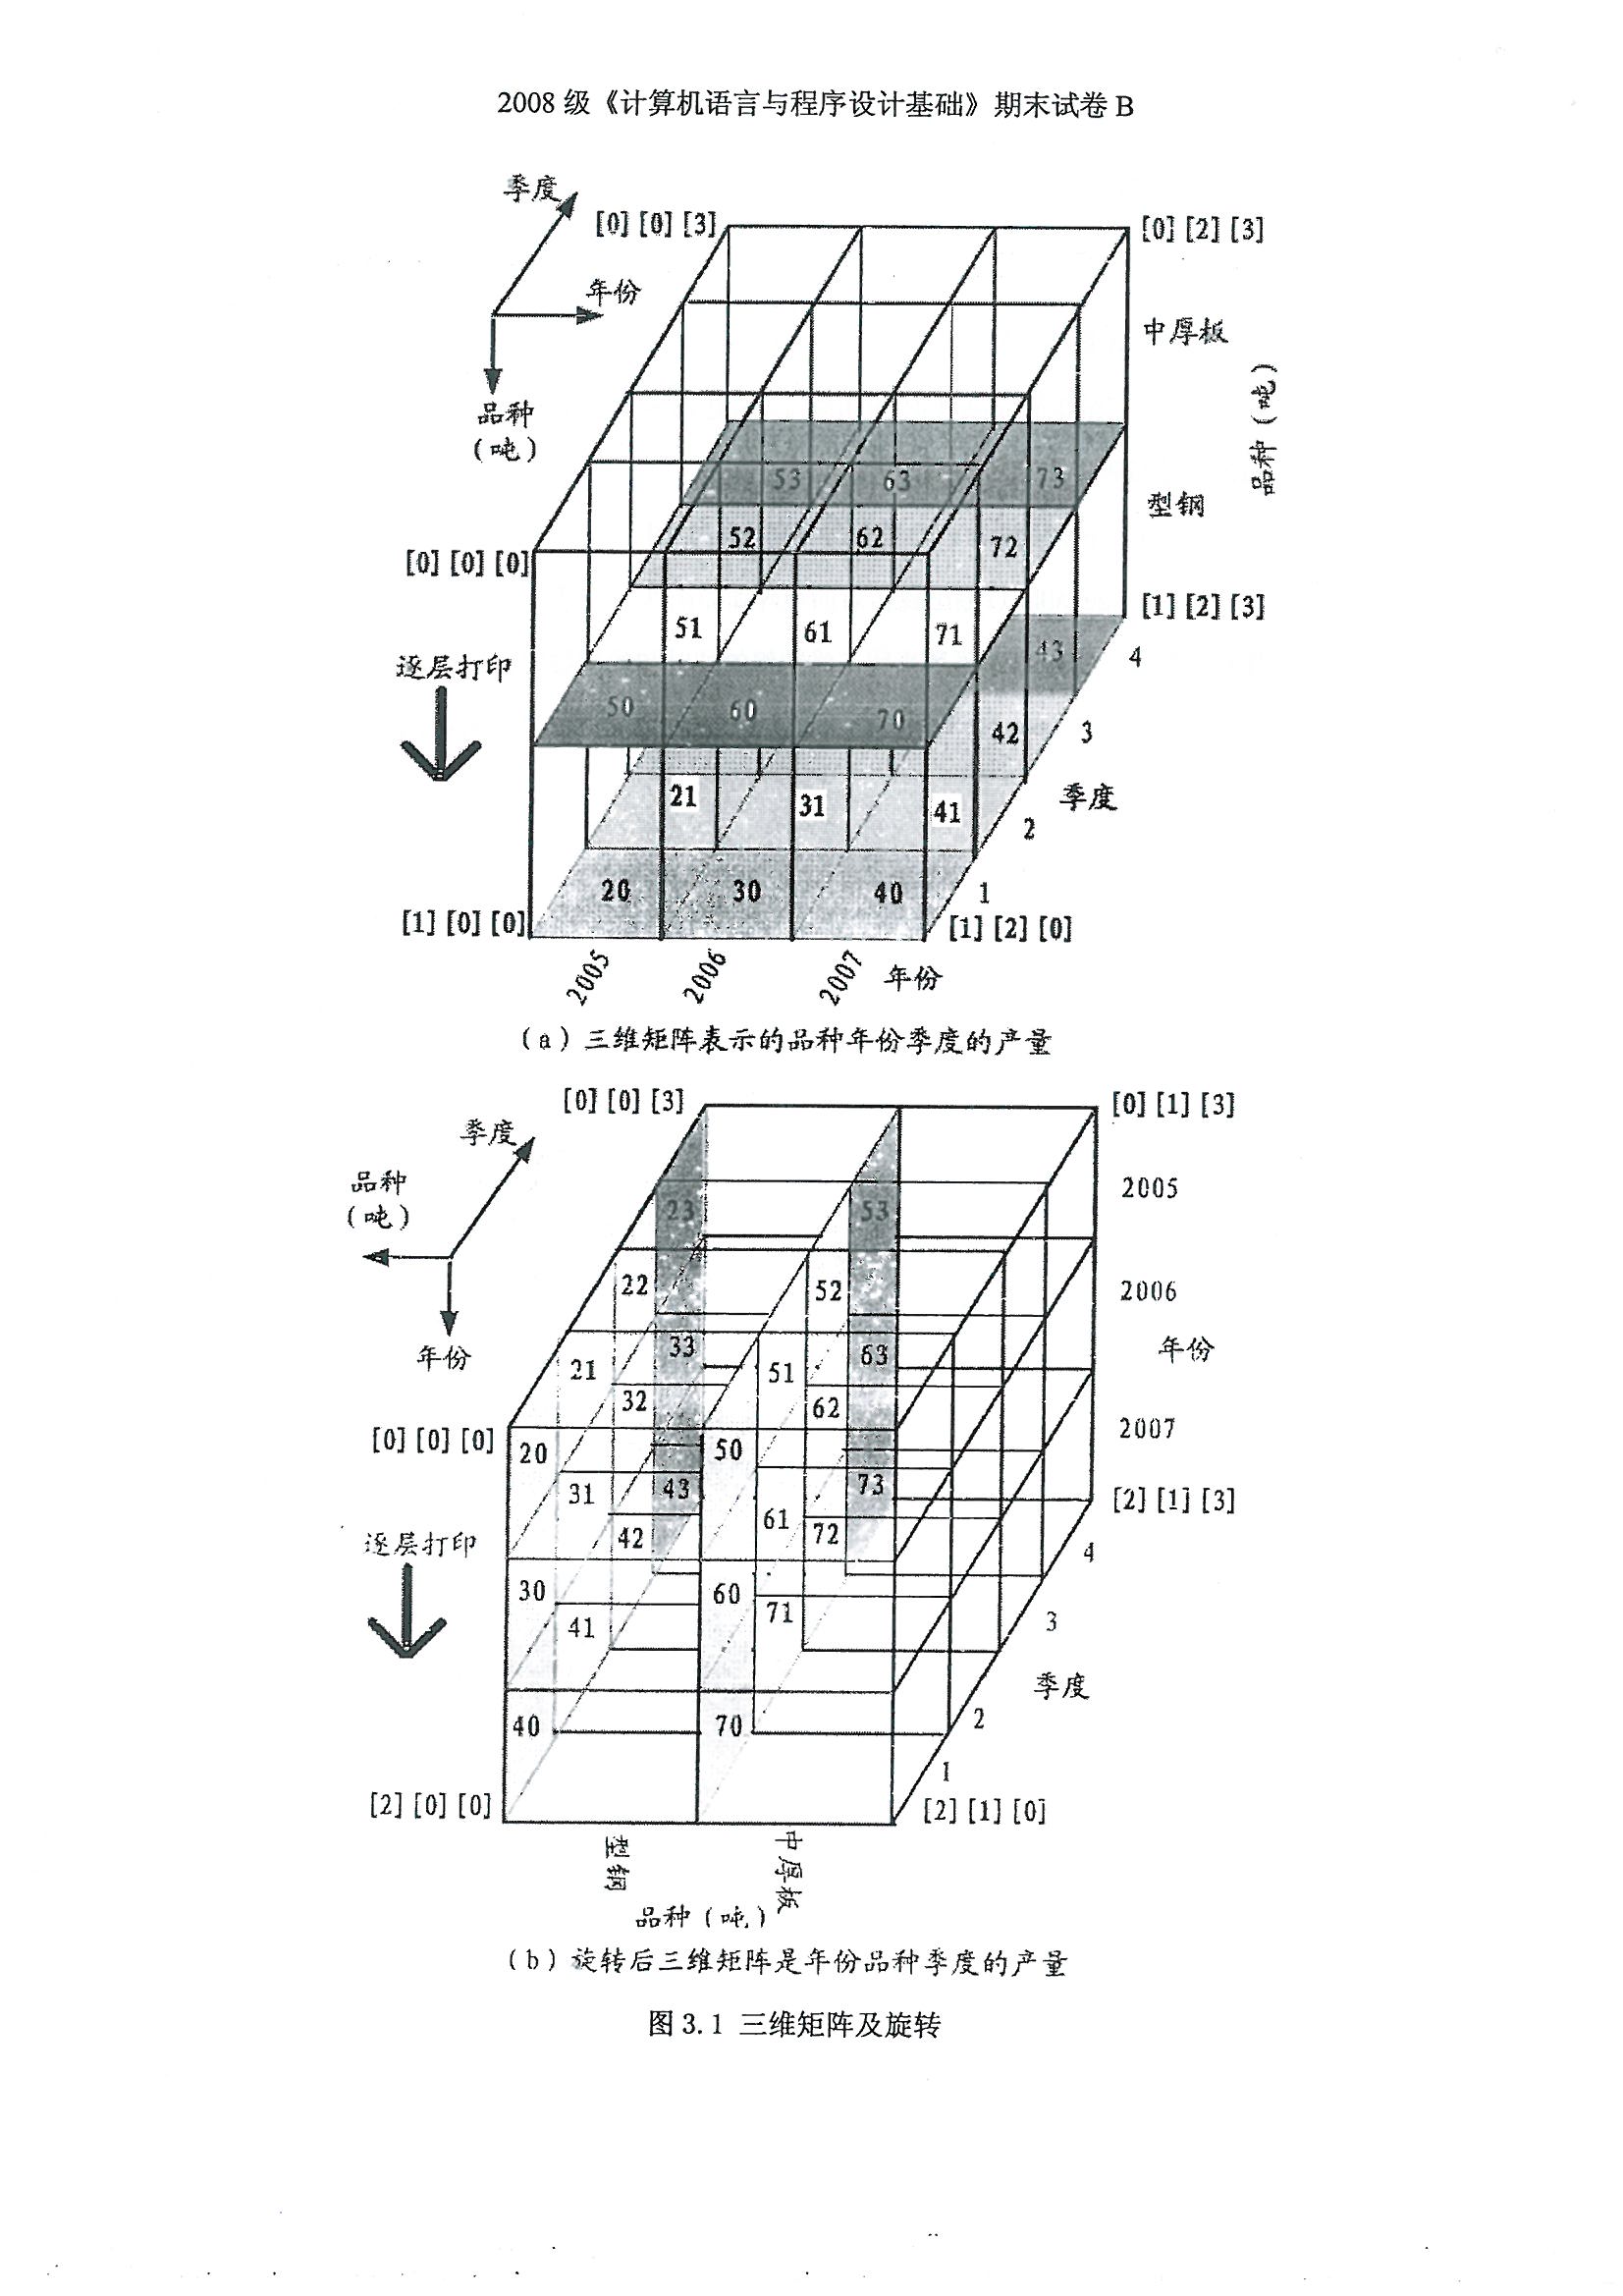 2008 级《计算机语言与程序设计基础》期末试卷 B
季度
[0] [0] [3]
[0] [2] [3]
年份
中厚板
品种
(吨)
品种(吨)
53 63 73
型钢
52 62 72
[0] [0] [0]
[1] [2] [3]
51 61 71
43
4
逐层打印
50 60 70
42
3
21 31 41
季度
2
20 30 40
1
[1] [0] [0]
[1] [2] [0]
2005 2006 2007 年份
(a) 三维矩阵表示的品种年份季度的产量
[0] [0] [3]
[0] [1] [3]
季度
品种
(吨)
2005
23 53
22 52
2006
年份
33 63
年份
21 51
32 62
2007
[0] [0] [0]
20 50
31 43 73
[2] [1] [3]
61
42 72
逐层打印
4
30 60
41 71
3
季度
40 70
2
1
[2] [0] [0]
[2] [1] [0]
型钢 中厚板
品种(吨)
(b) 旋转后三维矩阵是年份品种季度的产量
图 3.1 三维矩阵及旋转